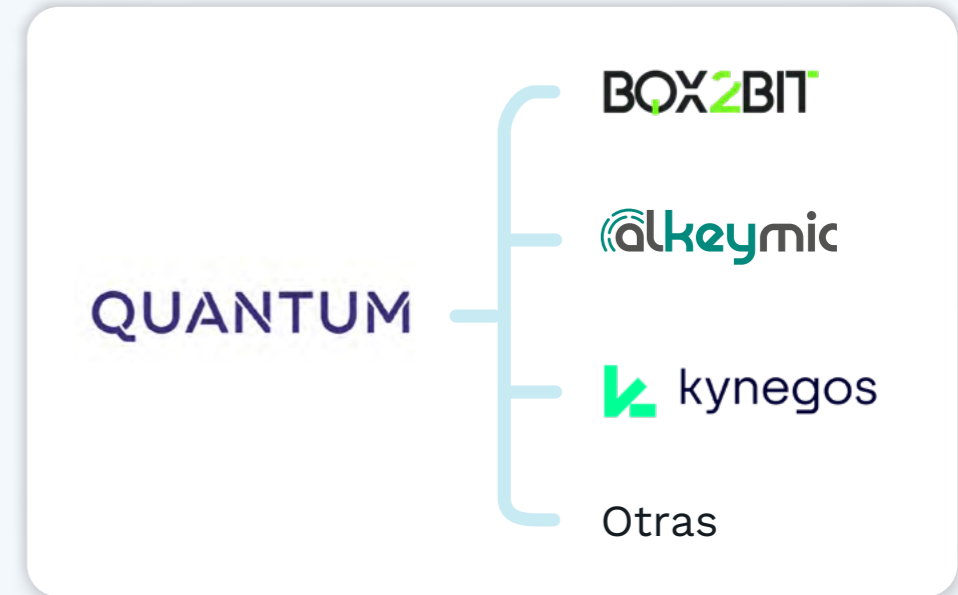 BOX2BIT
alkeymic
QUANTUM
kynegos
Otras